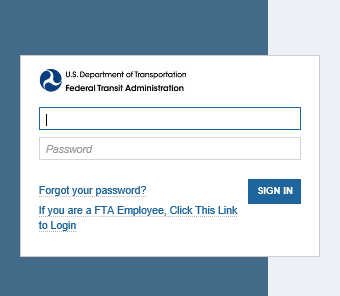 U.S. Department of Transportation
Federal Transit Administration
Password
Forgot your password?
SIGN IN
If you are a FTA Employee, Click This Link
to Login